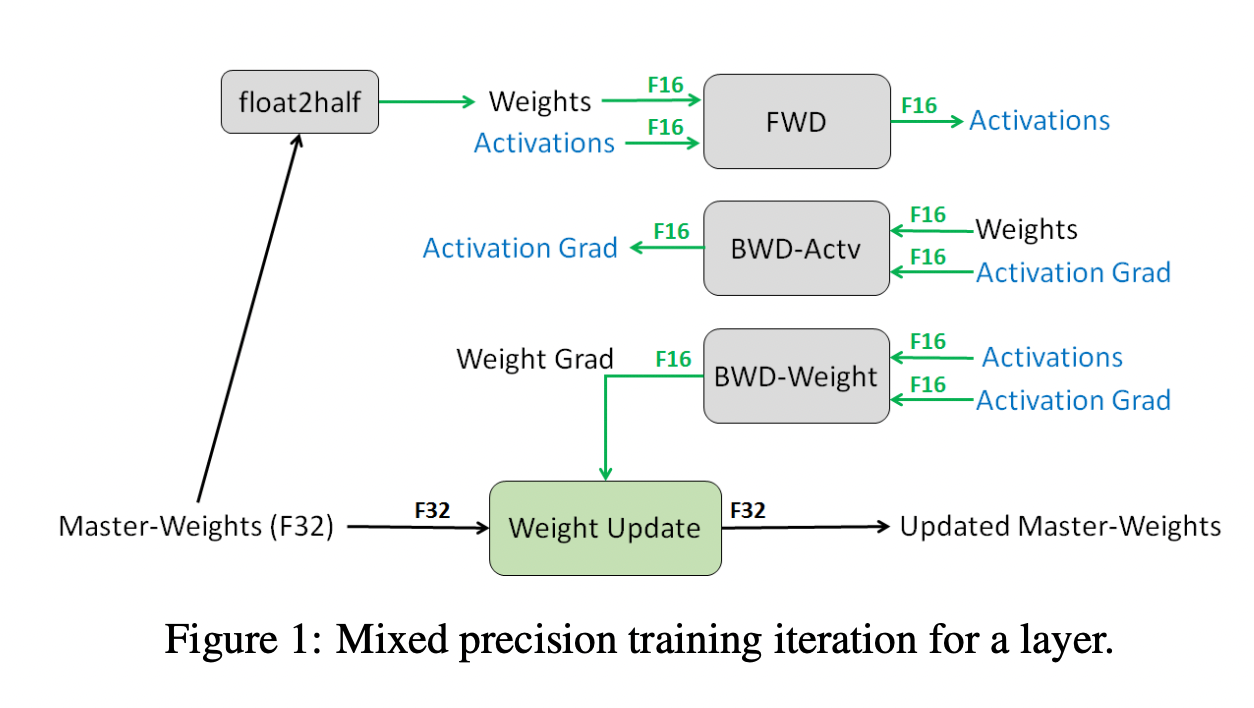 float2half
Weights
F16
Activations
F16
FWD
F16
Activations
Activation Grad
F16
BWD-Actv
F16
Weights
F16
Activation Grad
Weight Grad
F16
BWD-Weight
F16
Activations
F16
Activation Grad
Master-Weights (F32)
F32
Weight Update
F32
Updated Master-Weights
Figure 1: Mixed precision training iteration for a layer.